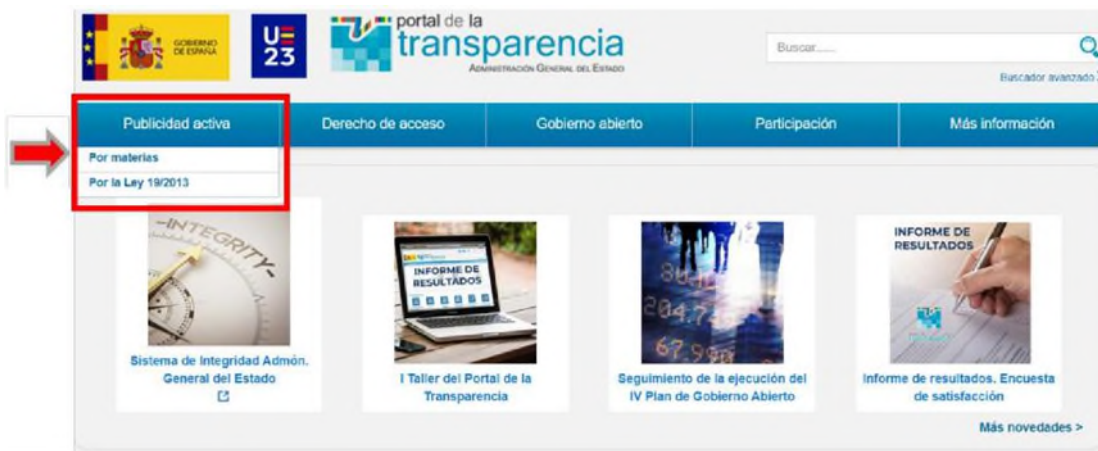 GOBIERNO
DE ESPAÑA
UE
23
portal de la
transparencia
ADMINISTRACIÓN GENERAL DEL ESTADO
Buscar......
Buscador avanzado
Publicidad activa
Derecho de acceso
Gobierno abierto
Participación
Más información
Por materias
Por la Ley 19/2013
-INTEGRITY-
INFORME DE
RESULTADOS
INFORME DE
RESULTADOS
Sistema de Integridad Admón.
General del Estado
I Taller del Portal de la
Transparencia
Seguimiento de la ejecución del
IV Plan de Gobierno Abierto
Informe de resultados. Encuesta
de satisfacción
Más novedades >